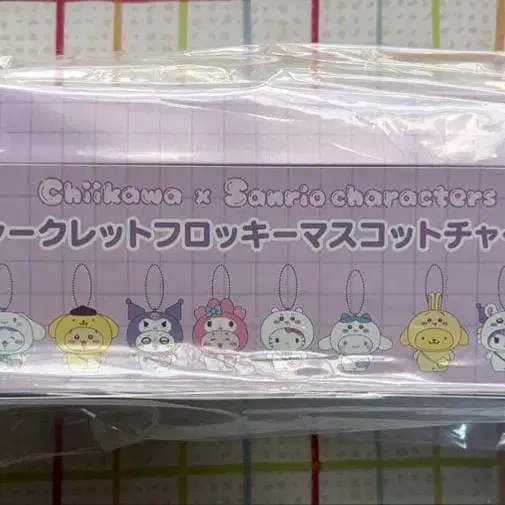 Chiikawa x Sanrio characters
ークレットフロッキーマスコットチャ